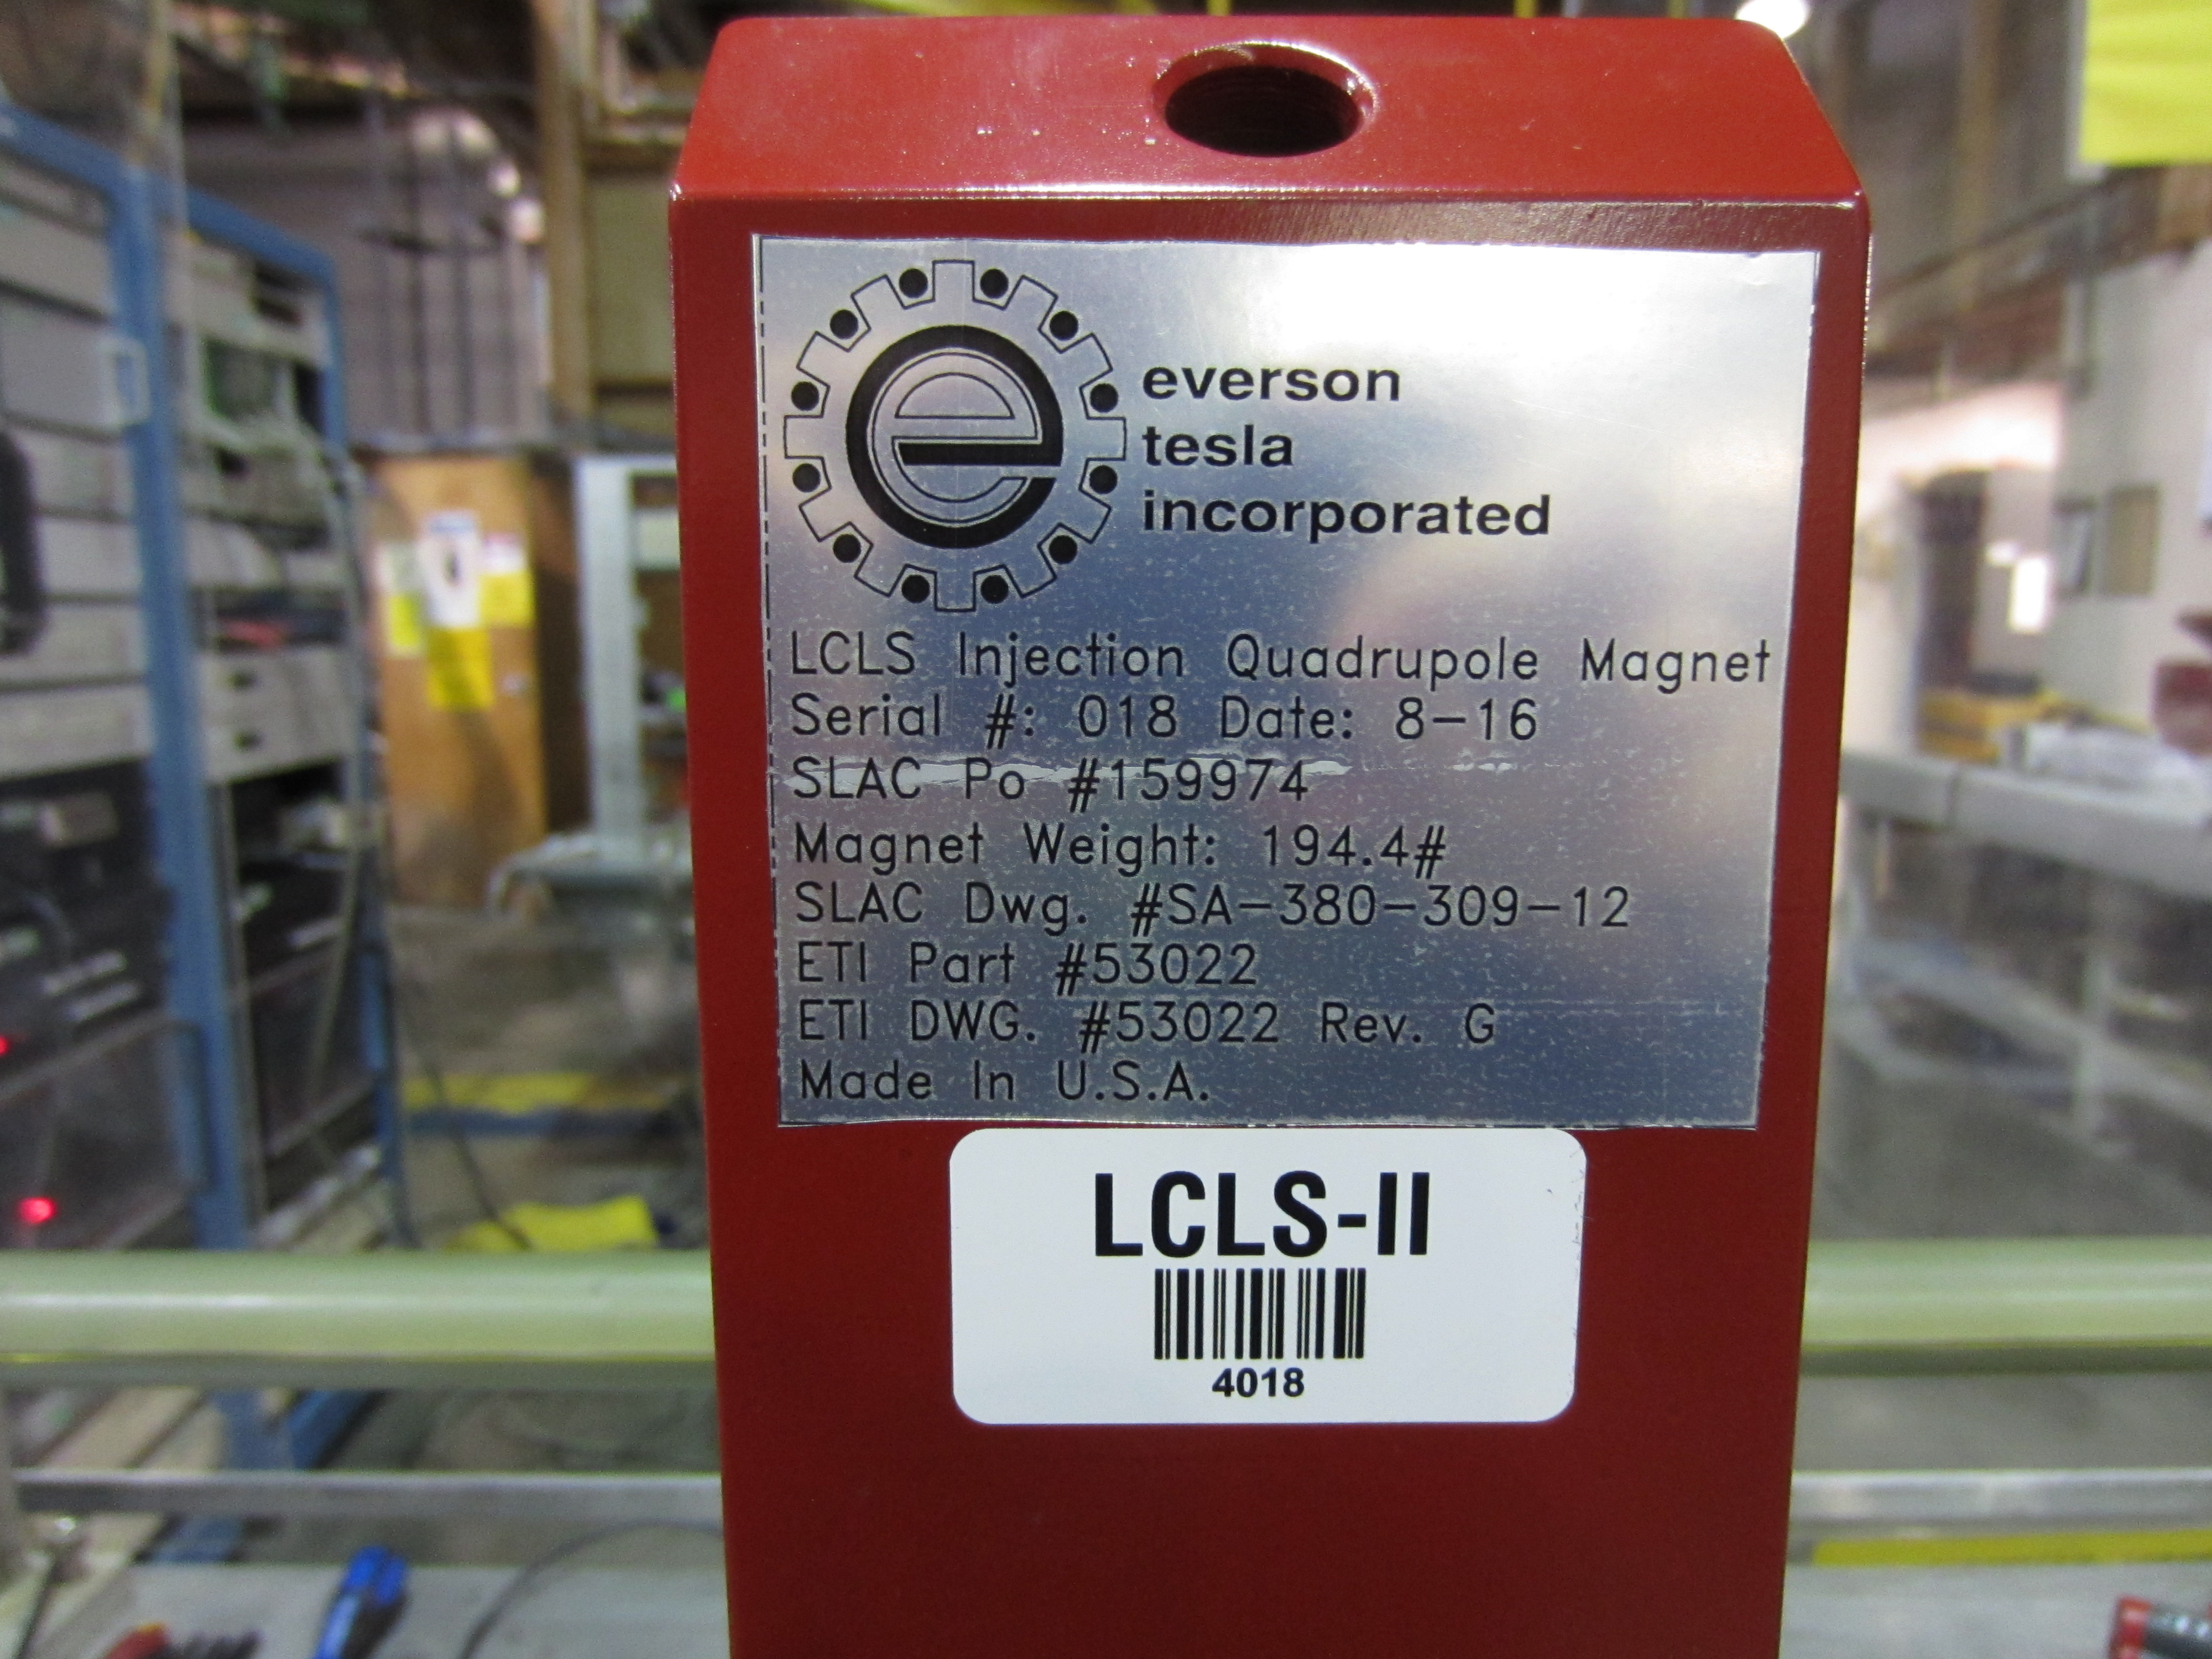 e
everson
tesla
incorporated
LCLS Injection Quadrupole Magnet
Serial #: 018 Date: 8-16
SLAC Po #159974
Magnet Weight: 194.4#
SLAC Dwg. #SA-380-309-12
ETI Part #53022
ETI DWG. #53022 Rev. G
Made In U.S.A.
LCLS-II
4018